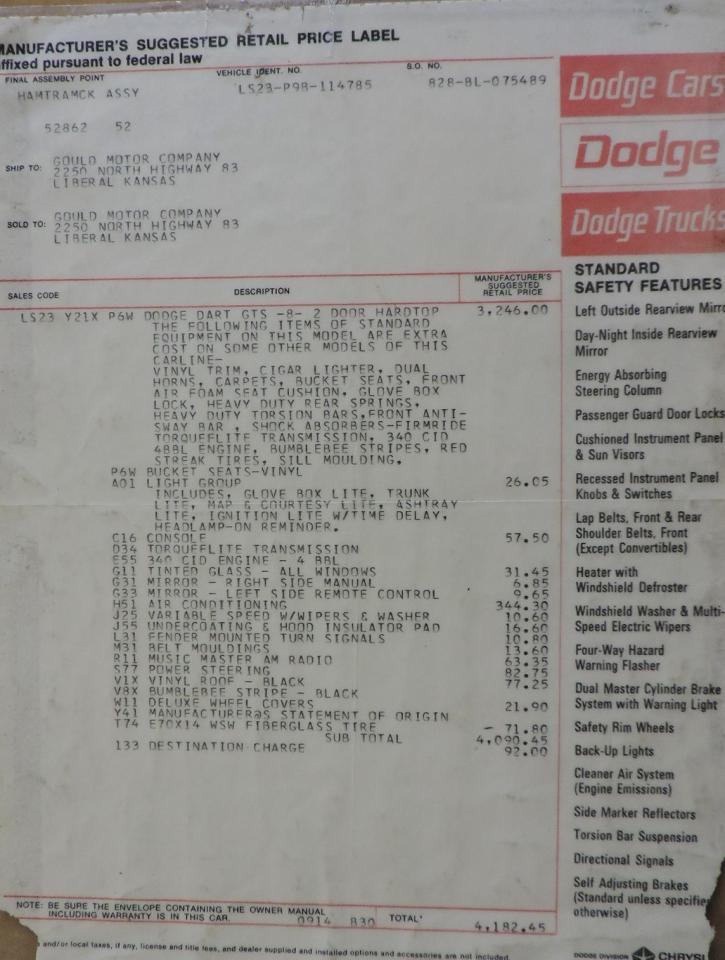 MANUFACTURER'S SUGGESTED RETAIL PRICE LABEL
affixed pursuant to federal law
FINAL ASSEMBLY POINT
HAMTRAMCK ASSY
VEHICLE IDENT. NO.
LS23-P9B-114785
S.O. NO.
828-BL-075489
52862 52
SHIP TO: GOULD MOTOR COMPANY
2250 NORTH HIGHWAY 83
LIBERAL KANSAS
SOLD TO: GOULD MOTOR COMPANY
2250 NORTH HIGHWAY 83
LIBERAL KANSAS
SALES CODE DESCRIPTION MANUFACTURER'S
SUGGESTED
RETAIL PRICE
LS23 Y21X P6W DODGE DART GTS -8- 2 DOOR HARDTOP 3,246.00
THE FOLLOWING ITEMS OF STANDARD
EQUIPMENT ON THIS MODEL ARE EXTRA
COST ON SOME OTHER MODELS OF THIS
CARLINE-
VINYL TRIM, CIGAR LIGHTER, DUAL
HORNS, CARPETS, BUCKET SEATS, FRONT
AIR FOAM SEAT CUSHION, GLOVE BOX
LOCK, HEAVY DUTY REAR SPRINGS,
HEAVY DUTY TORSION BARS,FRONT ANTI-
SWAY BAR , SHOCK ABSORBERS-FIRMRIDE
TORQUEFLITE TRANSMISSION, 340 CID
4BBL ENGINE, BUMBLEBEE STRIPES, RED
STREAK TIRES, SILL MOULDING.
P6W BUCKET SEATS-VINYL
A01 LIGHT GROUP 26.05
INCLUDES, GLOVE BOX LITE, TRUNK
LITE, MAP & COURTESY LITE, ASHTRAY
LITE, IGNITION LITE W/TIME DELAY,
HEADLAMP-ON REMINDER.
C16 CONSOLE 57.50
D34 TORQUEFLITE TRANSMISSION
E55 340 CID ENGINE - 4 BBL
G11 TINTED GLASS - ALL WINDOWS 31.45
G31 MIRROR - RIGHT SIDE MANUAL 6.85
G33 MIRROR - LEFT SIDE REMOTE CONTROL 9.65
H51 AIR CONDITIONING 344.30
J25 VARIABLE SPEED W/WIPERS & WASHER 10.60
J55 UNDERCOATING & HOOD INSULATOR PAD 16.60
L31 FENDER MOUNTED TURN SIGNALS 10.80
M31 BELT MOULDINGS 13.60
R11 MUSIC MASTER AM RADIO 63.35
S77 POWER STEERING 82.75
V1X VINYL ROOF - BLACK 77.25
V8X BUMBLEBEE STRIPE - BLACK
W11 DELUXE WHEEL COVERS 21.90
Y41 MANUFACTURER@S STATEMENT OF ORIGIN
T74 E70X14 WSW FIBERGLASS TIRE - 71.80
SUB TOTAL 4,090.45
133 DESTINATION CHARGE 92.00
NOTE: BE SURE THE ENVELOPE CONTAINING THE OWNER MANUAL
INCLUDING WARRANTY IS IN THIS CAR. 0914 830 TOTAL* 4,182.45
and/or local taxes, if any, license and title fees, and dealer supplied and installed options and accessories are not included.
Dodge Cars
Dodge
Dodge Trucks
STANDARD
SAFETY FEATURES
Left Outside Rearview Mirro
Day-Night Inside Rearview
Mirror
Energy Absorbing
Steering Column
Passenger Guard Door Locks
Cushioned Instrument Panel
& Sun Visors
Recessed Instrument Panel
Knobs & Switches
Lap Belts, Front & Rear
Shoulder Belts, Front
(Except Convertibles)
Heater with
Windshield Defroster
Windshield Washer & Multi-
Speed Electric Wipers
Four-Way Hazard
Warning Flasher
Dual Master Cylinder Brake
System with Warning Light
Safety Rim Wheels
Back-Up Lights
Cleaner Air System
(Engine Emissions)
Side Marker Reflectors
Torsion Bar Suspension
Directional Signals
Self Adjusting Brakes
(Standard unless specifie
otherwise)
DODGE DIVISION CHRYSL